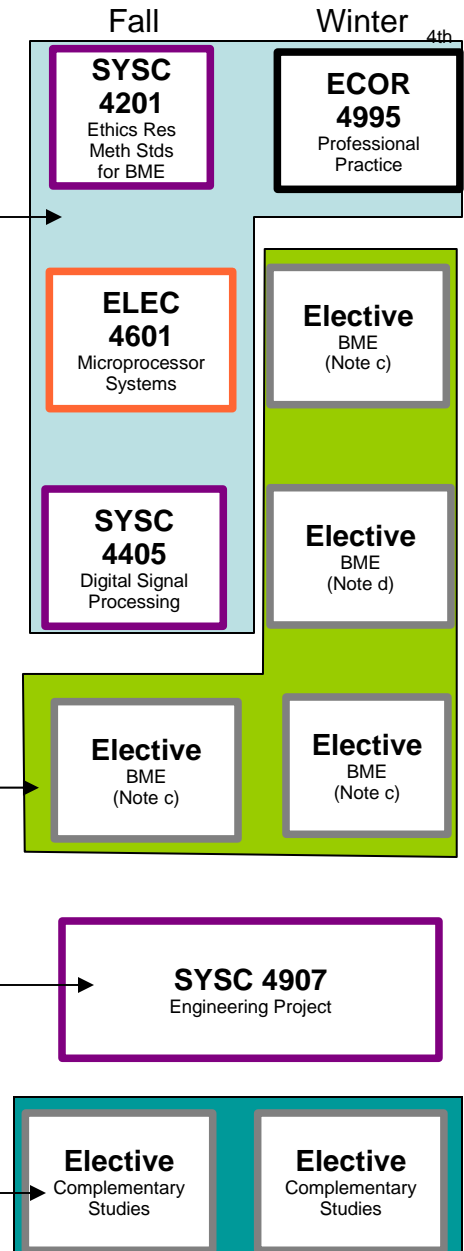 Fall
Winter
4th
SYSC
4201
Ethics Res
Meth Stds
for BME
ECOR
4995
Professional
Practice
ELEC
4601
Microprocessor
Systems
Elective
BME
(Note c)
SYSC
4405
Digital Signal
Processing
Elective
BME
(Note d)
Elective
BME
(Note c)
Elective
BME
(Note c)
SYSC 4907
Engineering Project
Elective
Complementary
Studies
Elective
Complementary
Studies